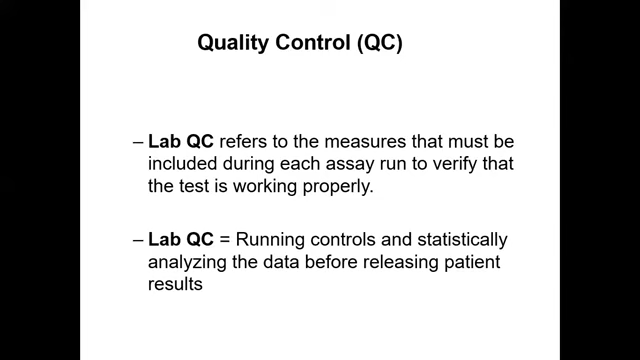 Quality Control (QC)
– Lab QC refers to the measures that must be
included during each assay run to verify that
the test is working properly.
– Lab QC = Running controls and statistically
analyzing the data before releasing patient
results